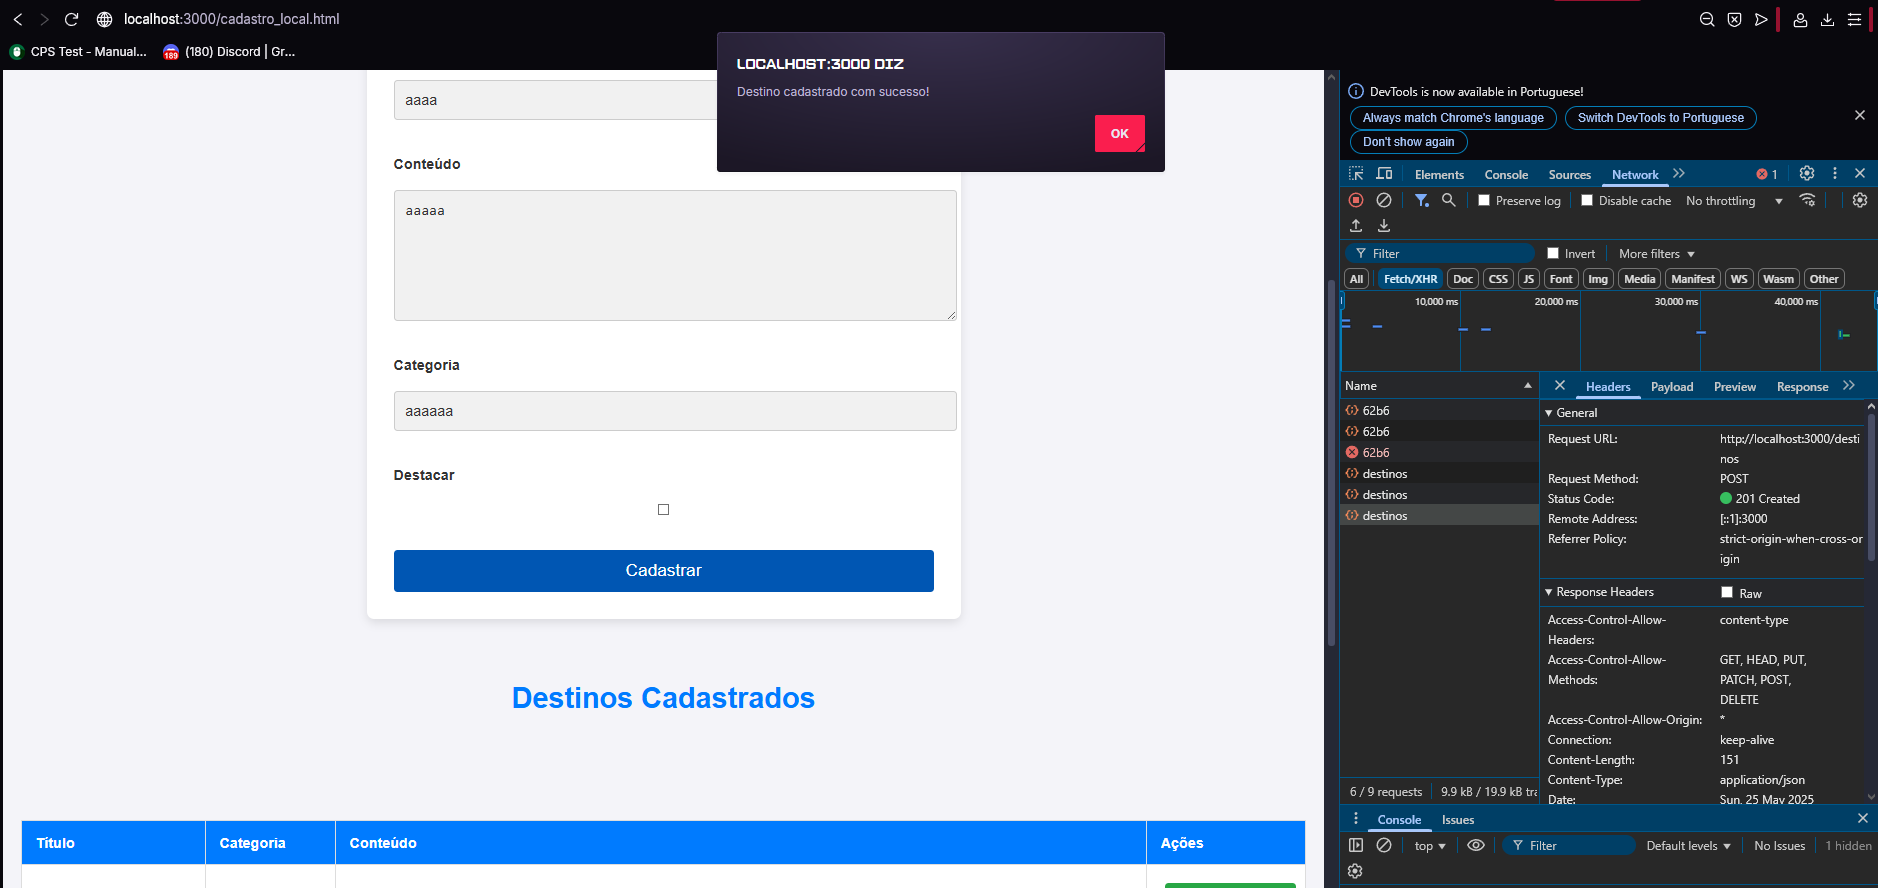 localhost:3000/cadastro_local.html
CPS Test - Manual...
189
(180) Discord | Gr...
LOCALHOST:3000 DIZ
Destino cadastrado com sucesso!
OK
aaaa
Conteúdo
aaaaa
Categoria
aaaaaa
Destacar
Cadastrar
Destinos Cadastrados
Título Categoria Conteúdo Ações
DevTools is now available in Portuguese!
Always match Chrome's language Switch DevTools to Portuguese
Don't show again
Elements Console Sources Network 1
Preserve log Disable cache No throttling
Filter Invert More filters
All Fetch/XHR Doc CSS JS Font Img Media Manifest WS Wasm Other
10,000 ms 20,000 ms 30,000 ms 40,000 ms
Name
62b6
62b6
62b6
destinos
destinos
destinos
6 / 9 requests 9.9 kB / 19.9 kB tra
Headers Payload Preview Response
General
Request URL: http://localhost:3000/desti
nos
Request Method: POST
Status Code: 201 Created
Remote Address: [::1]:3000
Referrer Policy: strict-origin-when-cross-or
igin
Response Headers Raw
Access-Control-Allow- content-type
Headers:
Access-Control-Allow- GET, HEAD, PUT,
Methods: PATCH, POST,
DELETE
Access-Control-Allow-Origin: *
Connection: keep-alive
Content-Length: 151
Content-Type: application/json
Date: Sun, 25 May 2025
Console Issues
top Filter Default levels No Issues 1 hidden